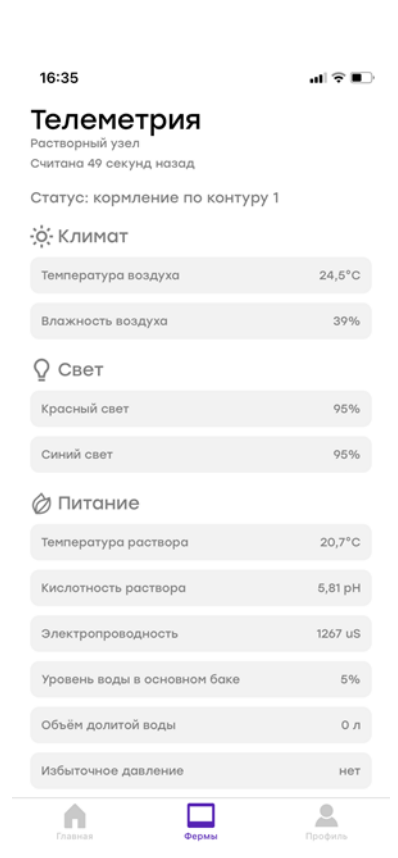 16:35
Телеметрия
Растворный узел
Считана 49 секунд назад
Статус: кормление по контуру 1
Климат
Температура воздуха 24,5°C
Влажность воздуха 39%
Свет
Красный свет 95%
Синий свет 95%
Питание
Температура раствора 20,7°C
Кислотность раствора 5,81 pH
Электропроводность 1267 uS
Уровень воды в основном баке 5%
Объём долитой воды 0 л
Избыточное давление нет
Главная Фермы Профиль